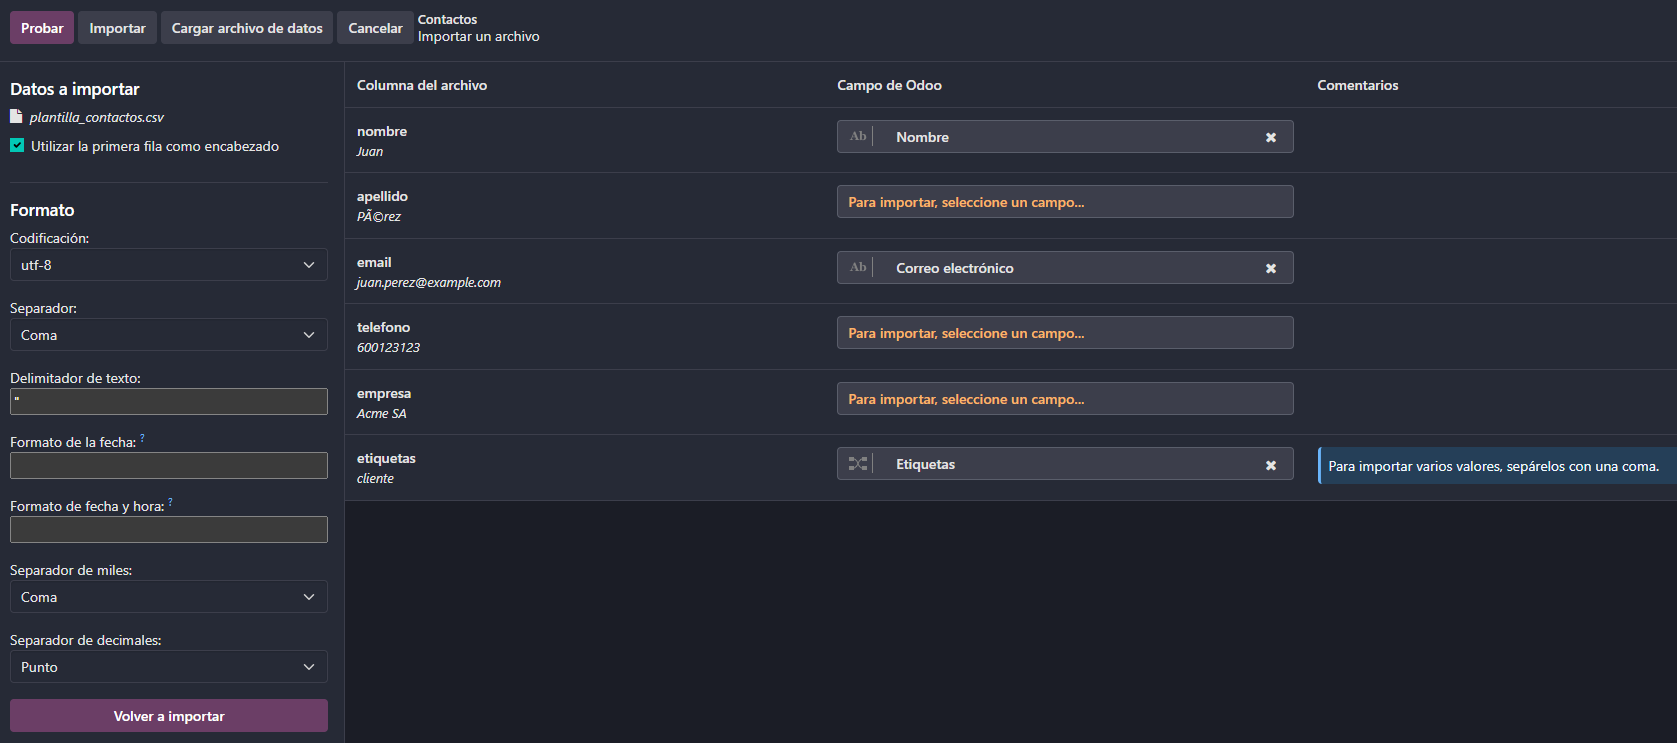 Probar
Importar
Cargar archivo de datos
Cancelar
Contactos
Importar un archivo
Datos a importar
plantilla_contactos.csv
Utilizar la primera fila como encabezado
Formato
Codificación:
utf-8
Separador:
Coma
Delimitador de texto:
"
Formato de la fecha: ?
Formato de fecha y hora: ?
Separador de miles:
Coma
Separador de decimales:
Punto
Volver a importar
Columna del archivo
Campo de Odoo
Comentarios
nombre
Juan
Ab
Nombre
apellido
PÃ©rez
Para importar, seleccione un campo...
email
juan.perez@example.com
Ab
Correo electrónico
telefono
600123123
Para importar, seleccione un campo...
empresa
Acme SA
Para importar, seleccione un campo...
etiquetas
cliente
Etiquetas
Para importar varios valores, sepárelos con una coma.